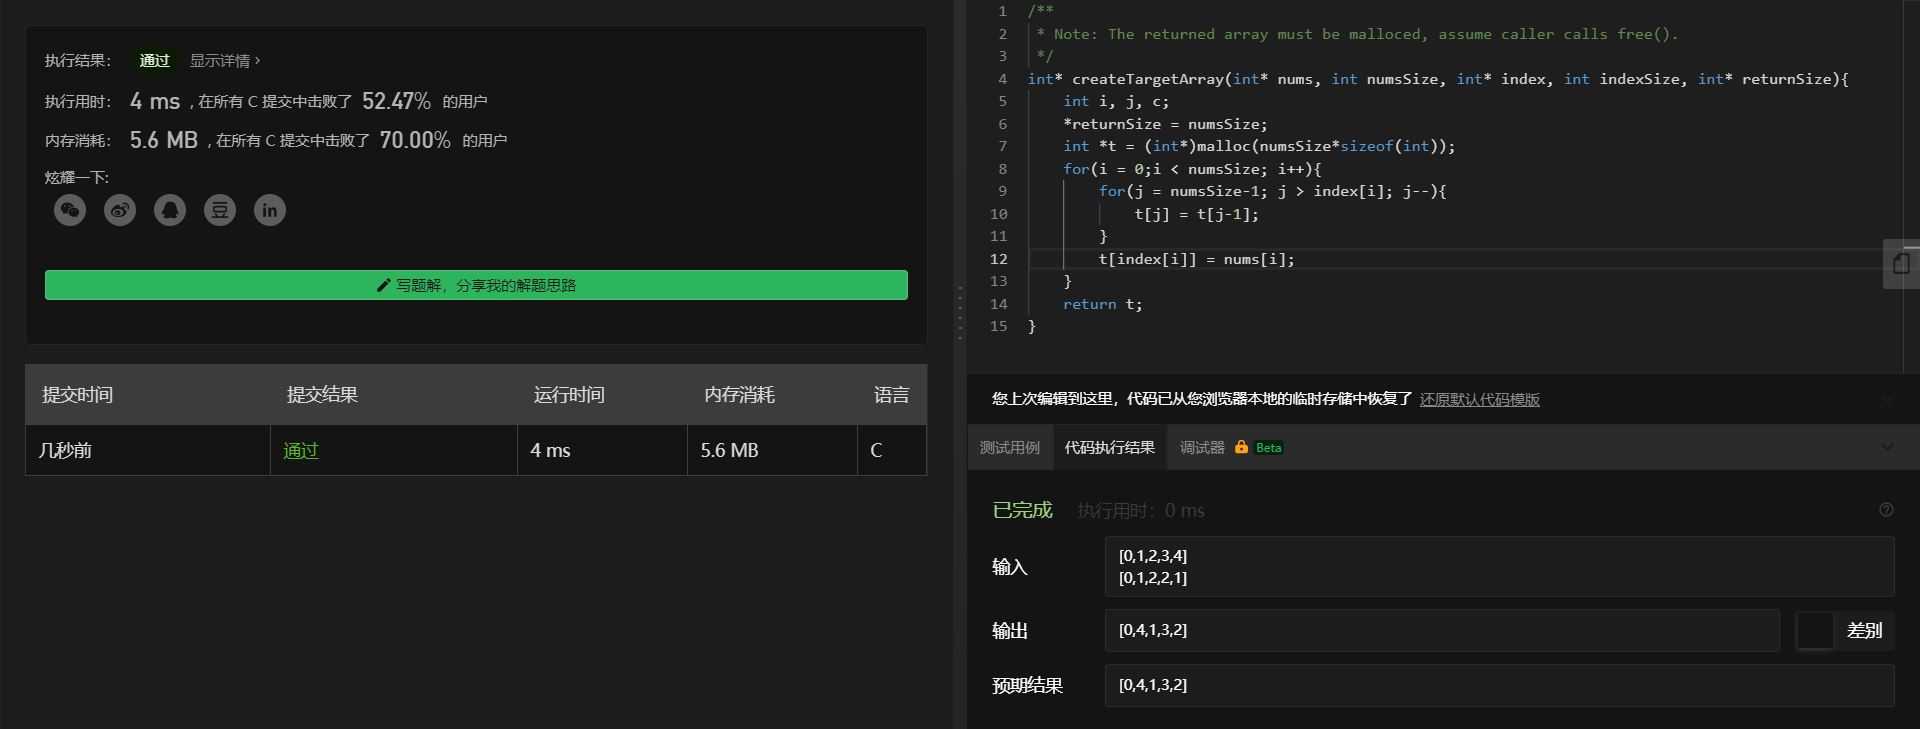 执行结果： 通过 显示详情 ›
执行用时： 4 ms , 在所有 C 提交中击败了 52.47% 的用户
内存消耗： 5.6 MB , 在所有 C 提交中击败了 70.00% 的用户
炫耀一下:
豆 in
写题解，分享我的解题思路
提交时间 提交结果 运行时间 内存消耗 语言
几秒前 通过 4 ms 5.6 MB C
1 /**
2 * Note: The returned array must be malloced, assume caller calls free().
3 */
4 int* createTargetArray(int* nums, int numsSize, int* index, int indexSize, int* returnSize){
5 int i, j, c;
6 *returnSize = numsSize;
7 int *t = (int*)malloc(numsSize*sizeof(int));
8 for(i = 0;i < numsSize; i++){
9 for(j = numsSize-1; j > index[i]; j--){
10 t[j] = t[j-1];
11 }
12 t[index[i]] = nums[i];
13 }
14 return t;
15 }
您上次编辑到这里，代码已从您浏览器本地的临时存储中恢复了 还原默认代码模版
测试用例 代码执行结果 调试器 Beta
已完成 执行用时：0 ms
输入
[0,1,2,3,4]
[0,1,2,2,1]
输出 [0,4,1,3,2] 差别
预期结果 [0,4,1,3,2]